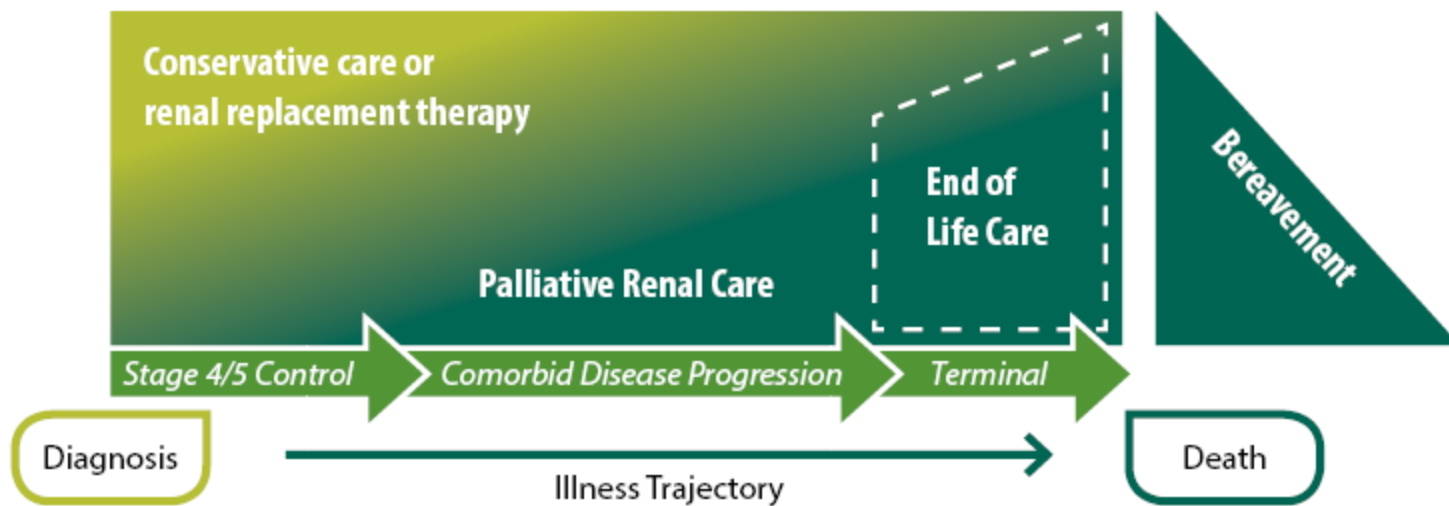 Conservative care or
renal replacement therapy
End of
Life Care
Palliative Renal Care
Bereavement
Stage 4/5 Control
Comorbid Disease Progression
Terminal
Diagnosis
Illness Trajectory
Death